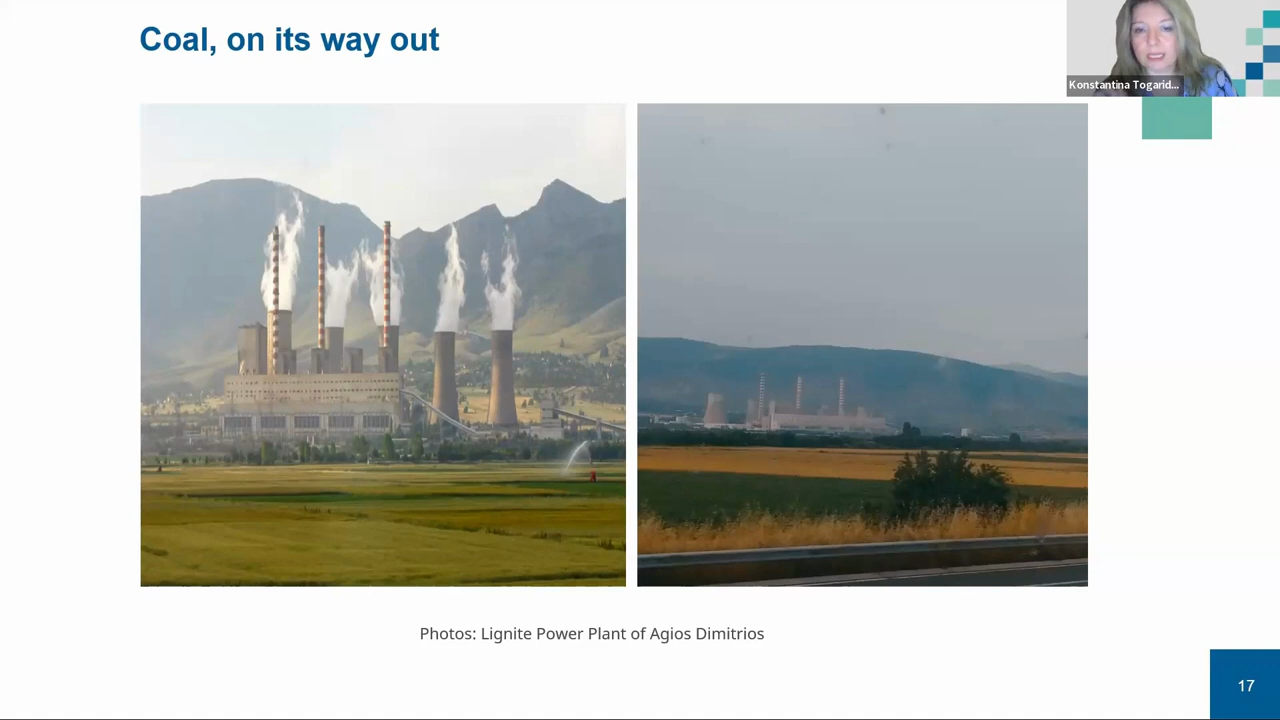 Coal, on its way out
Konstantina Togarid...
Photos: Lignite Power Plant of Agios Dimitrios
17